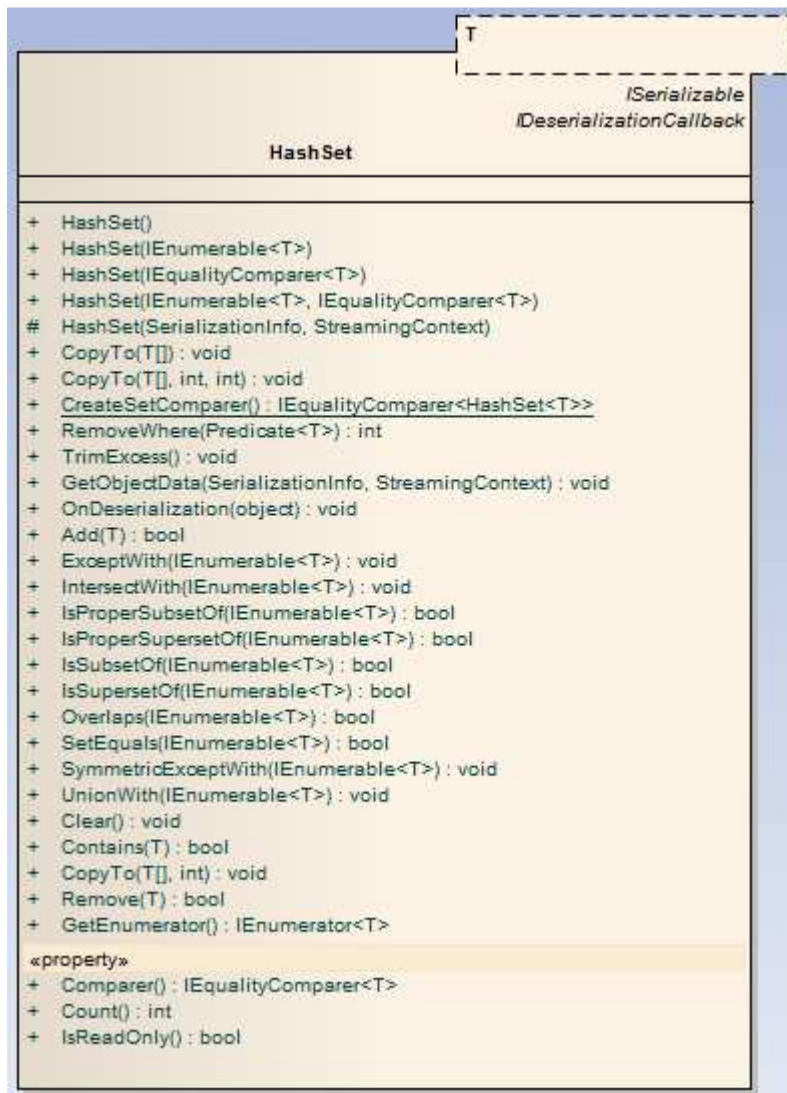 T
ISerializable
IDeserializationCallback
HashSet
+ HashSet()
+ HashSet(IEnumerable<T>)
+ HashSet(IEqualityComparer<T>)
+ HashSet(IEnumerable<T>, IEqualityComparer<T>)
# HashSet(SerializationInfo, StreamingContext)
+ CopyTo(T[]) : void
+ CopyTo(T[], int, int) : void
+ CreateSetComparer() : IEqualityComparer<HashSet<T>>
+ RemoveWhere(Predicate<T>) : int
+ TrimExcess() : void
+ GetObjectData(SerializationInfo, StreamingContext) : void
+ OnDeserialization(object) : void
+ Add(T) : bool
+ ExceptWith(IEnumerable<T>) : void
+ IntersectWith(IEnumerable<T>) : void
+ IsProperSubsetOf(IEnumerable<T>) : bool
+ IsProperSupersetOf(IEnumerable<T>) : bool
+ IsSubsetOf(IEnumerable<T>) : bool
+ IsSupersetOf(IEnumerable<T>) : bool
+ Overlaps(IEnumerable<T>) : bool
+ SetEquals(IEnumerable<T>) : bool
+ SymmetricExceptWith(IEnumerable<T>) : void
+ UnionWith(IEnumerable<T>) : void
+ Clear() : void
+ Contains(T) : bool
+ CopyTo(T[], int) : void
+ Remove(T) : bool
+ GetEnumerator() : IEnumerator<T>
«property»
+ Comparer() : IEqualityComparer<T>
+ Count() : int
+ IsReadOnly() : bool